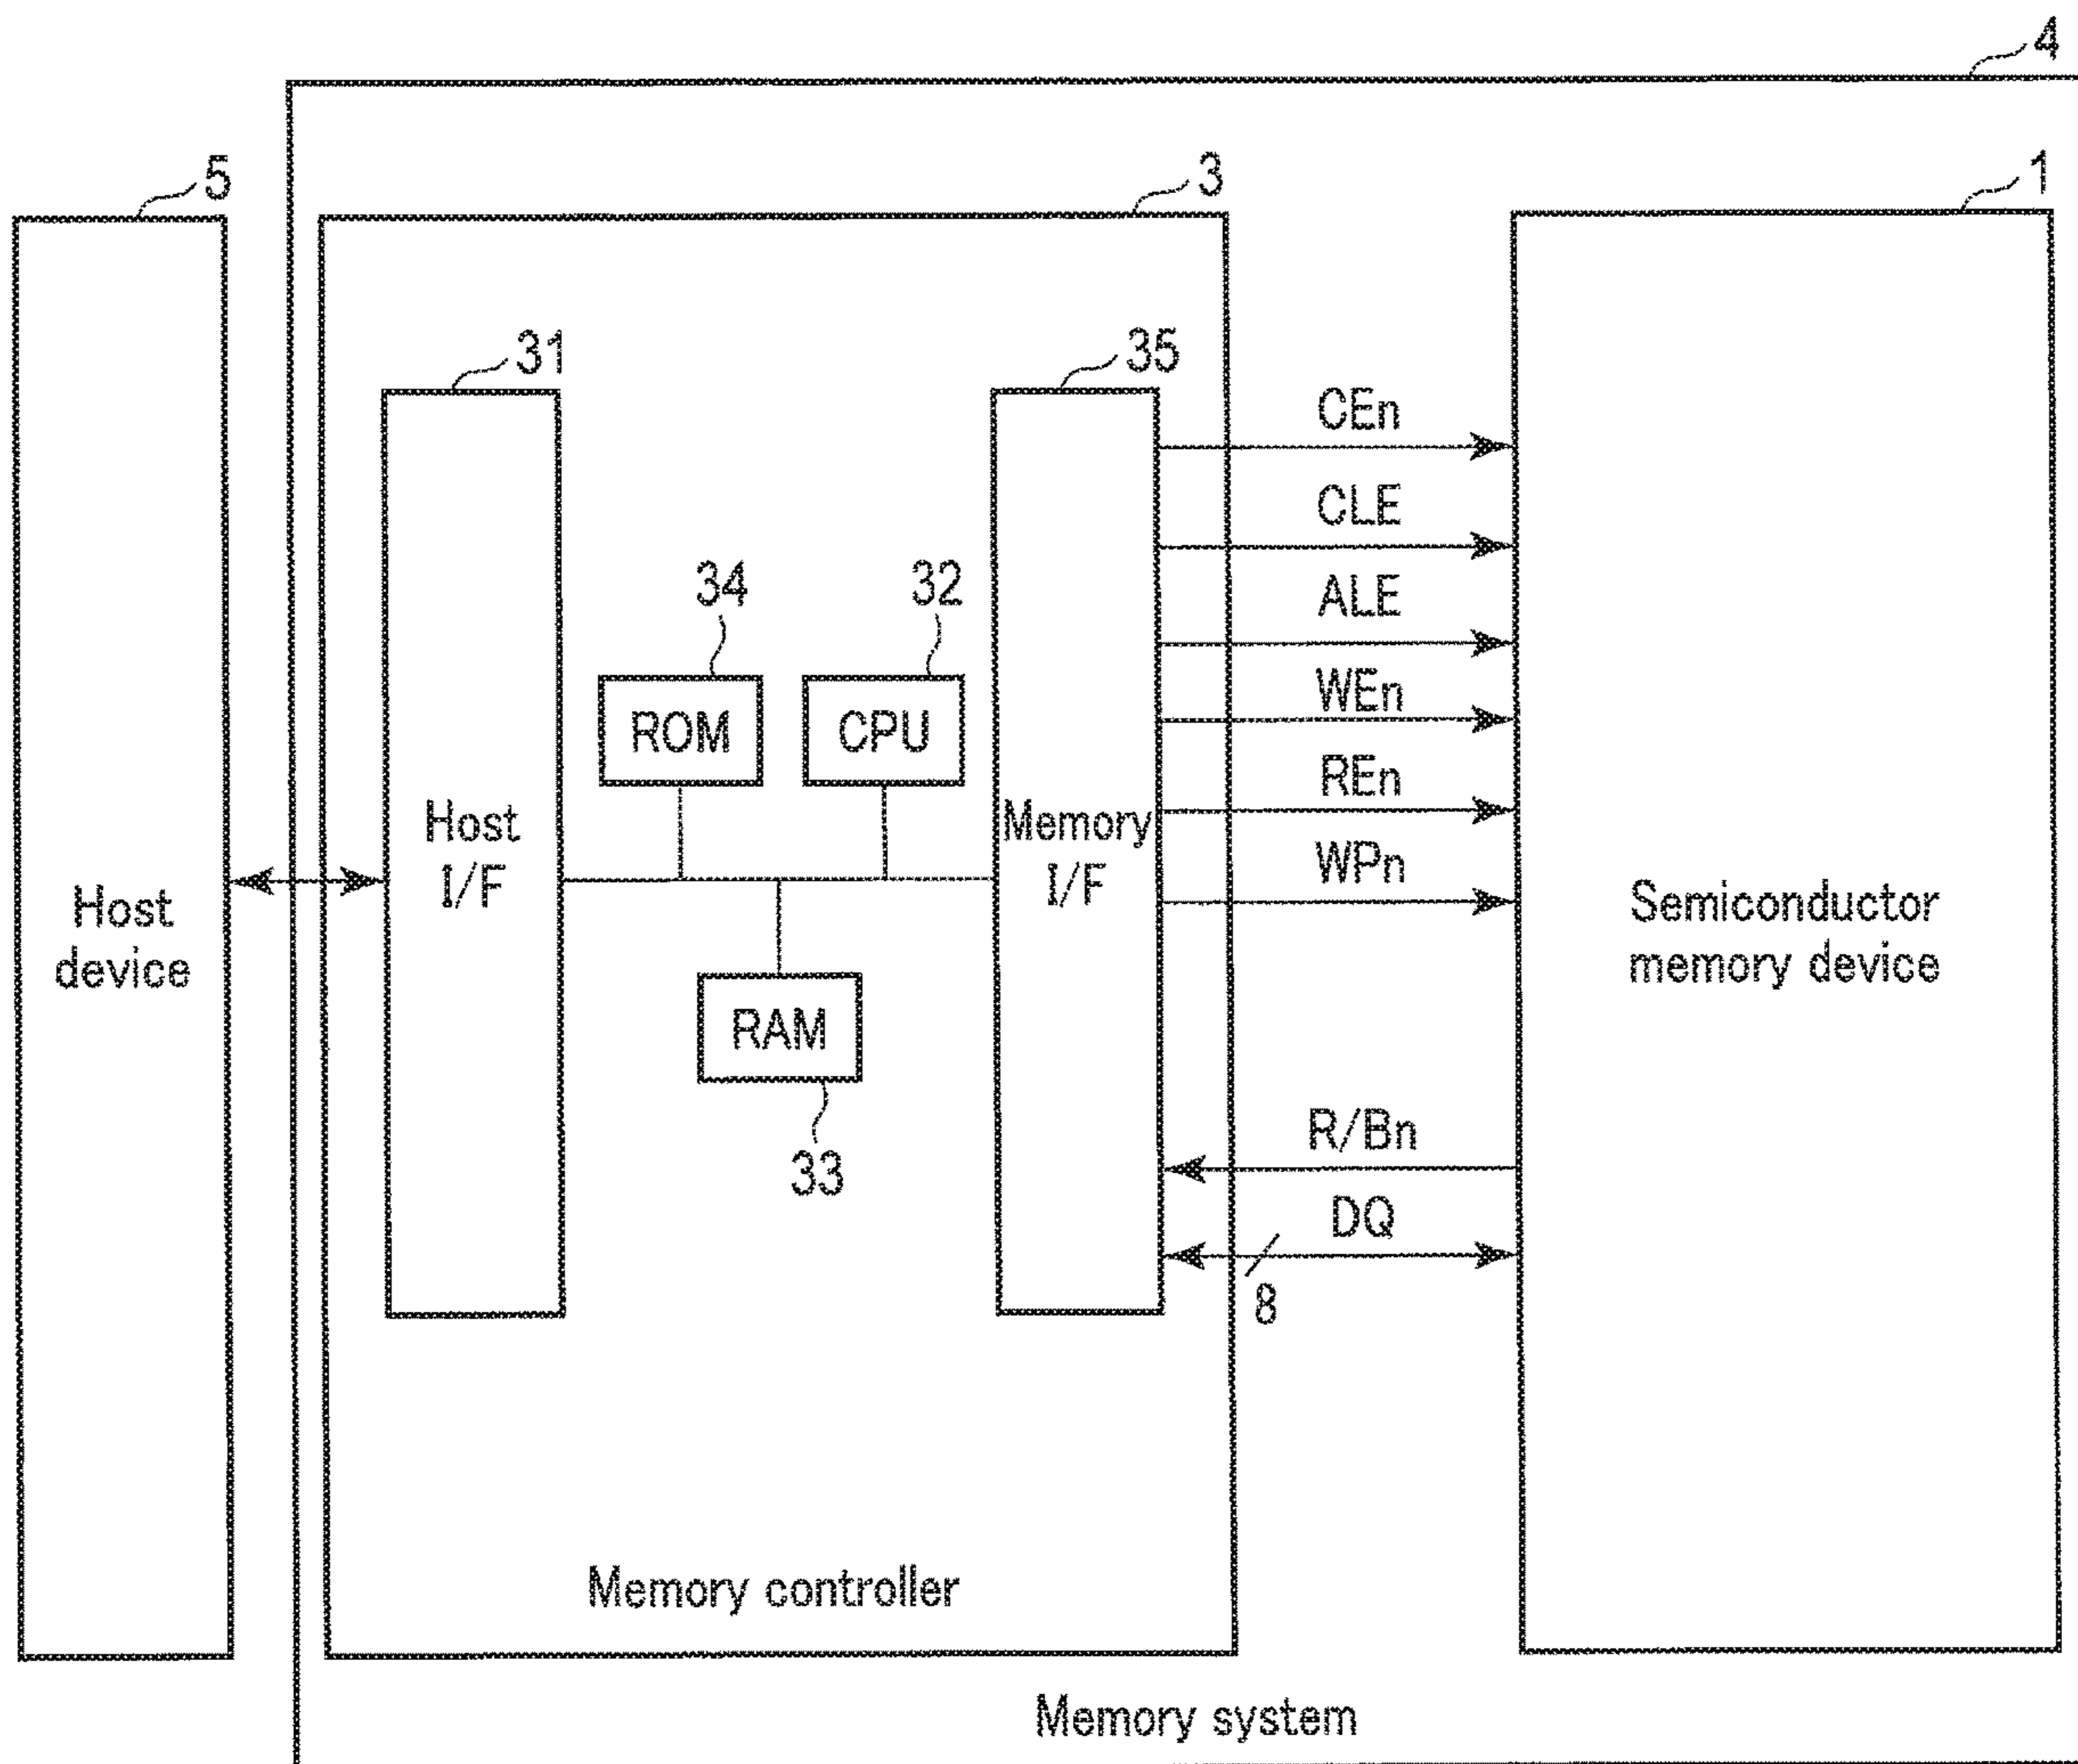 4
5
3
1
31
35
CEn
CLE
34
32
ALE
ROM
CPU
WEn
REn
Host
I/F
Memory
I/F
WPn
Host
device
Semiconductor
memory device
RAM
33
R/Bn
DQ
8
Memory controller
Memory system